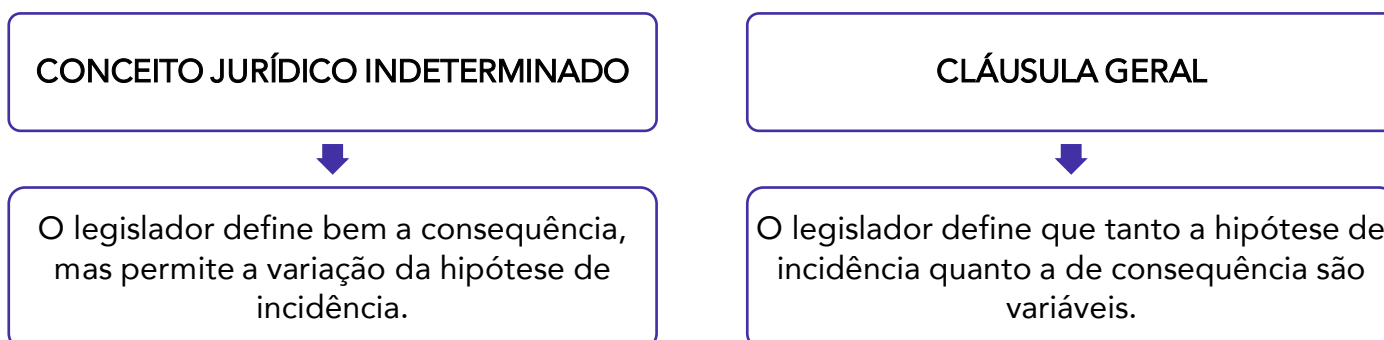 CONCEITO JURÍDICO INDETERMINADO
CLÁUSULA GERAL
O legislador define bem a consequência,
mas permite a variação da hipótese de
incidência.
O legislador define que tanto a hipótese de
incidência quanto a de consequência são
variáveis.